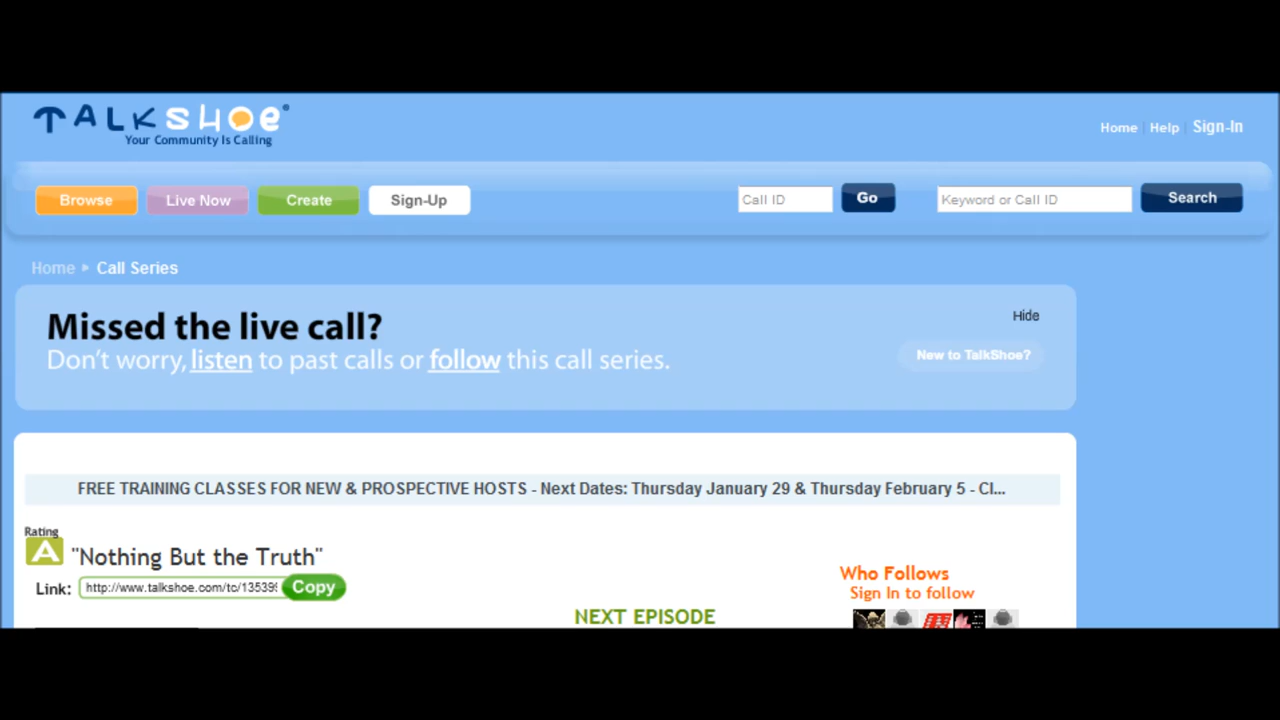 TALKSHOE®
Your Community Is Calling
Home | Help | Sign-In
Browse Live Now Create Sign-Up Call ID Go Keyword or Call ID Search
Home Call Series
Missed the live call?
Hide
Don't worry, listen to past calls or follow this call series.
New to TalkShoe?
FREE TRAINING CLASSES FOR NEW & PROSPECTIVE HOSTS - Next Dates: Thursday January 29 & Thursday February 5 - Cl...
Rating
A "Nothing But the Truth"
Link: http://www.talkshoe.com/tc/13539 Copy
Who Follows
Sign In to follow
NEXT EPISODE